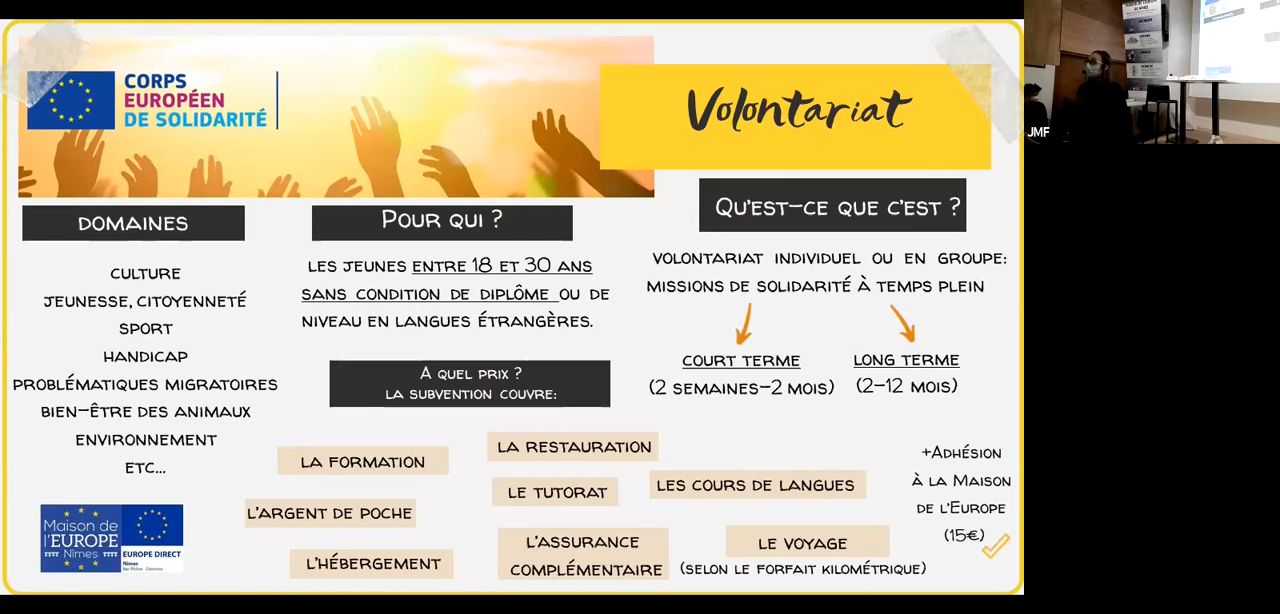 CORPS
EUROPÉEN
DE SOLIDARITÉ
Volontariat
DOMAINES
CULTURE
JEUNESSE, CITOYENNETÉ
SPORT
HANDICAP
PROBLÉMATIQUES MIGRATOIRES
BIEN-ÊTRE DES ANIMAUX
ENVIRONNEMENT
ETC...
POUR QUI ?
LES JEUNES ENTRE 18 ET 30 ANS
SANS CONDITION DE DIPLÔME OU DE
NIVEAU EN LANGUES ÉTRANGÈRES.
QU'EST-CE QUE C'EST ?
VOLONTARIAT INDIVIDUEL OU EN GROUPE:
MISSIONS DE SOLIDARITÉ À TEMPS PLEIN
COURT TERME
(2 SEMAINES-2 MOIS)
LONG TERME
(2-12 MOIS)
A QUEL PRIX ?
LA SUBVENTION COUVRE:
LA FORMATION
LA RESTAURATION
LE TUTORAT
LES COURS DE LANGUES
L'ARGENT DE POCHE
L'HÉBERGEMENT
L'ASSURANCE
COMPLÉMENTAIRE
LE VOYAGE
(SELON LE FORFAIT KILOMÉTRIQUE)
+ADHÉSION
À LA MAISON
DE L'EUROPE
(15€)
Maison de
l'EUROPE
Nîmes
EUROPE DIRECT
Nîmes
JMF